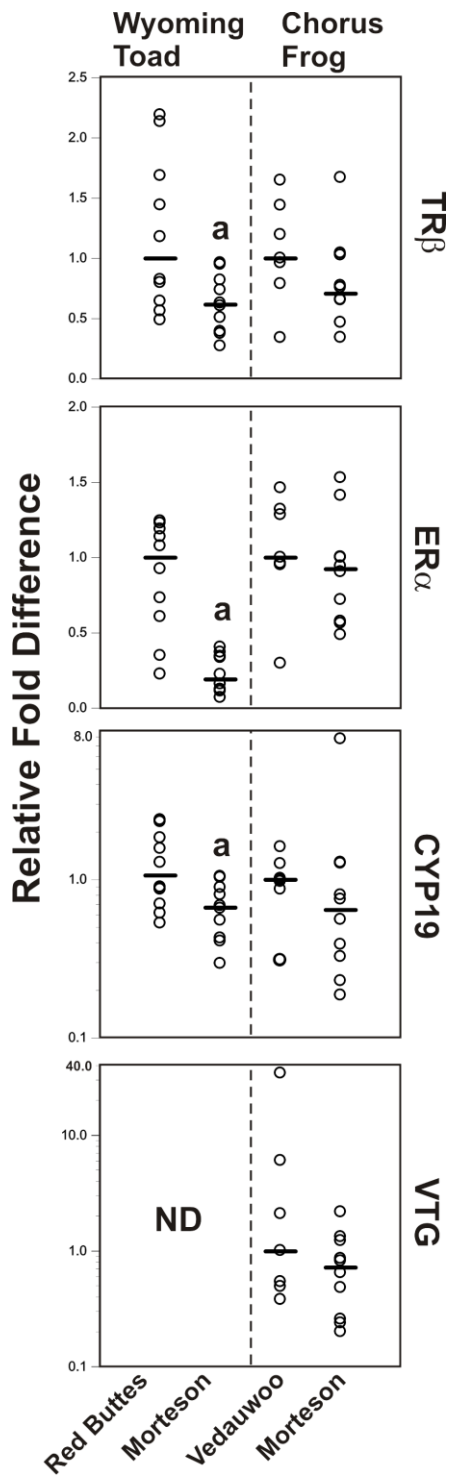 Wyoming Toad
Chorus Frog
Relative Fold Difference
2.5
2.0
1.5
1.0
0.5
0.0
a
TRβ
2.0
1.5
1.0
0.5
0.0
a
ERα
8.0
1.0
0.1
a
CYP19
40.0
10.0
1.0
0.1
ND
VTG
Red Buttes
Morteson
Vedauwoo
Morteson